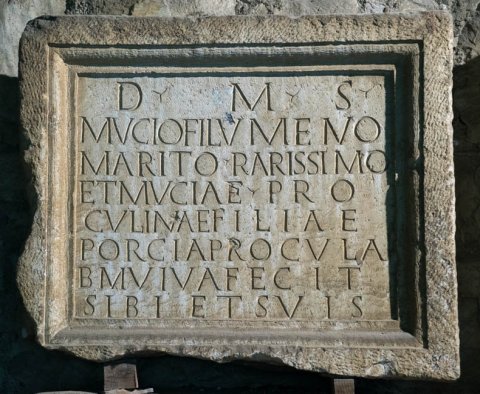 D M S
MVCIO FILVMENO
MARITO RARISSIMO
ET MVCIAE PRO
CVLINAE FILIAE
PORCIA PROCVLA
B M VIVA FECIT
SIBI ET SVIS